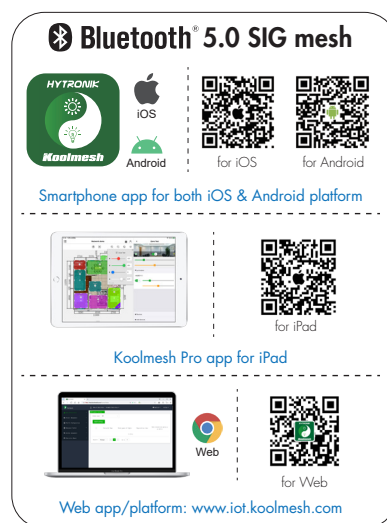 Bluetooth® 5.0 SIG mesh
HYTRONIK
Koolmesh
iOS
Android
for iOS
for Android
Smartphone app for both iOS & Android platform
for iPad
Koolmesh Pro app for iPad
Web
for Web
Web app/platform: www.iot.koolmesh.com